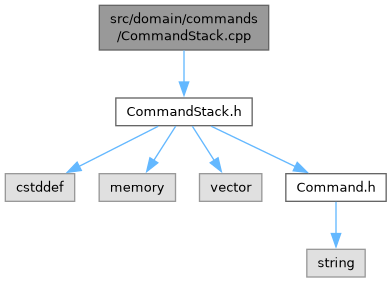 src/domain/commands
/CommandStack.cpp
CommandStack.h
cstddef
memory
vector
Command.h
string